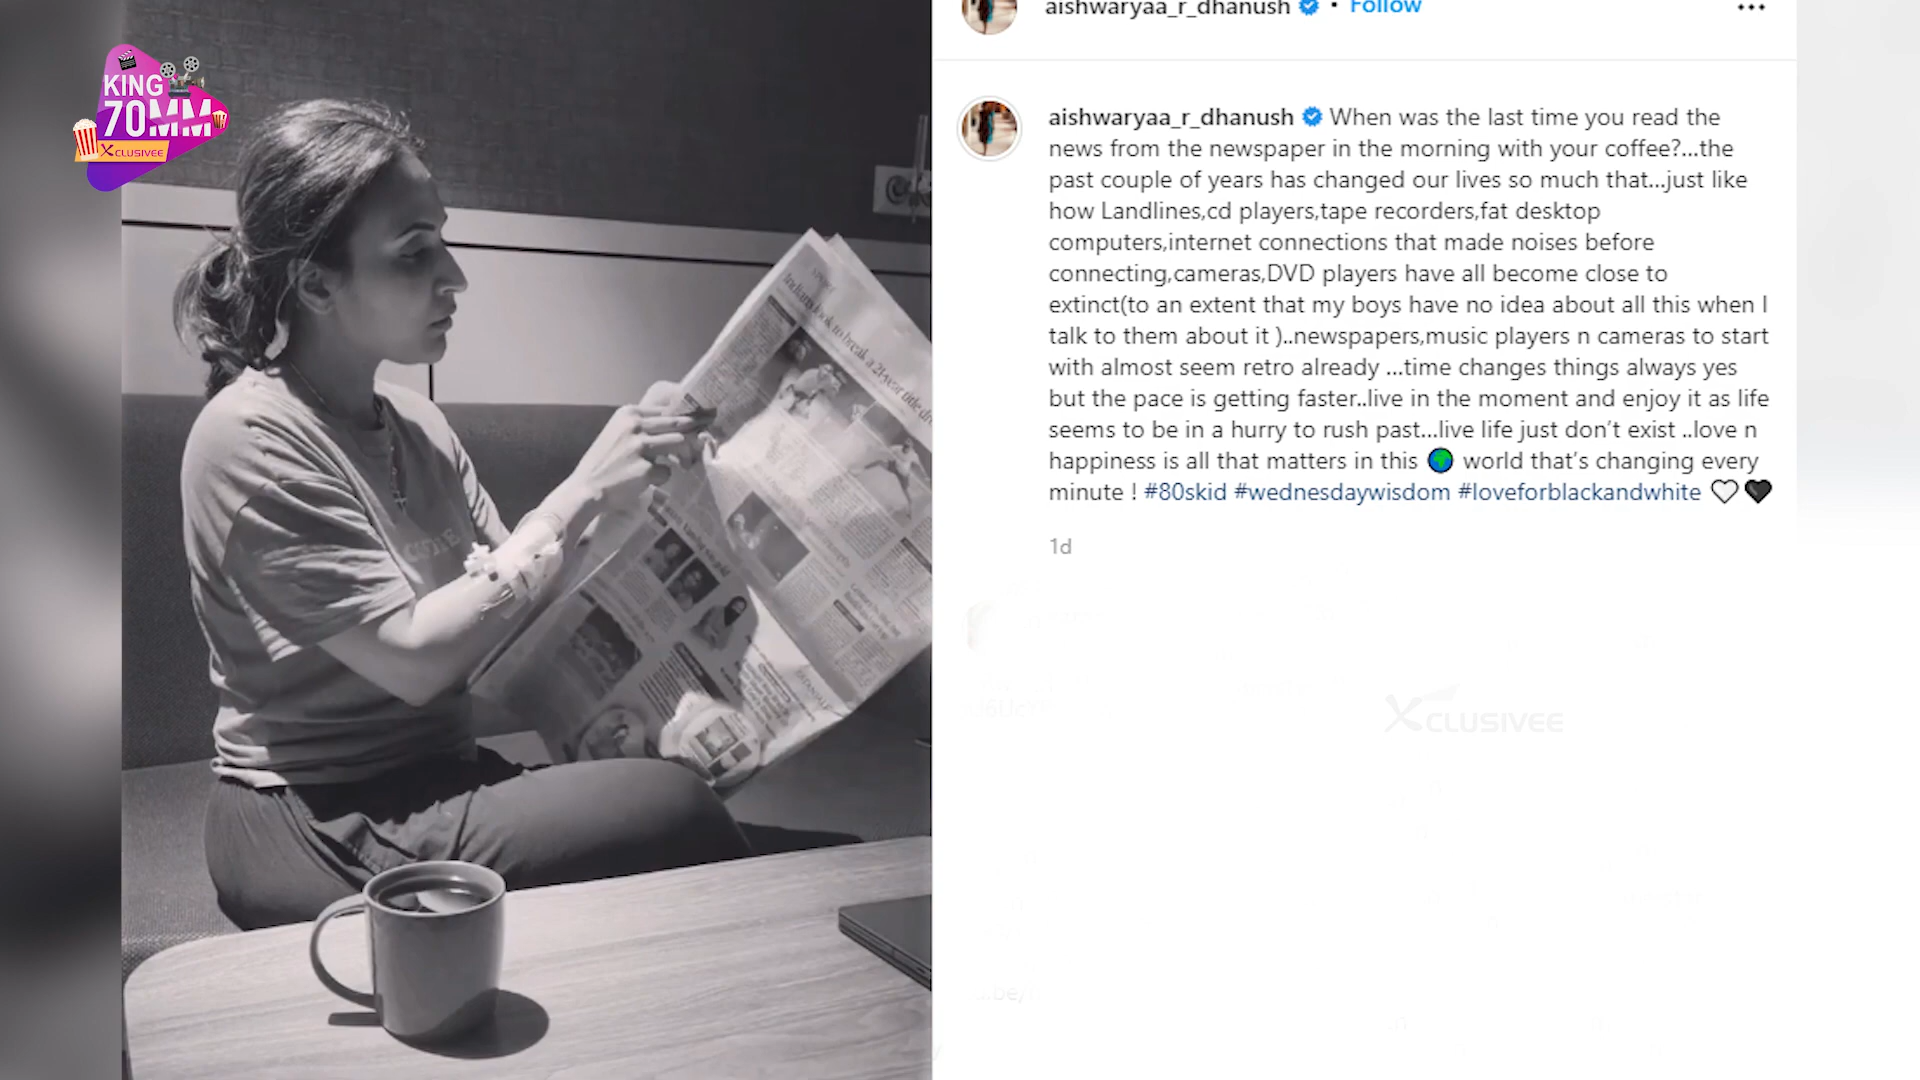 KING
70MM
XCLUSIVEE
Indians look to break a 21-year title
aishwaryaa_r_dhanush • Follow
aishwaryaa_r_dhanush When was the last time you read the
news from the newspaper in the morning with your coffee?...the
past couple of years has changed our lives so much that...just like
how Landlines,cd players,tape recorders,fat desktop
computers,internet connections that made noises before
connecting,cameras,DVD players have all become close to
extinct(to an extent that my boys have no idea about all this when I
talk to them about it )..newspapers,music players n cameras to start
with almost seem retro already ...time changes things always yes
but the pace is getting faster..live in the moment and enjoy it as life
seems to be in a hurry to rush past...live life just don’t exist ..love n
happiness is all that matters in this 🌍 world that’s changing every
minute ! #80skid #wednesdaywisdom #loveforblackandwhite 🤍🖤
1d
XCLUSIVEE